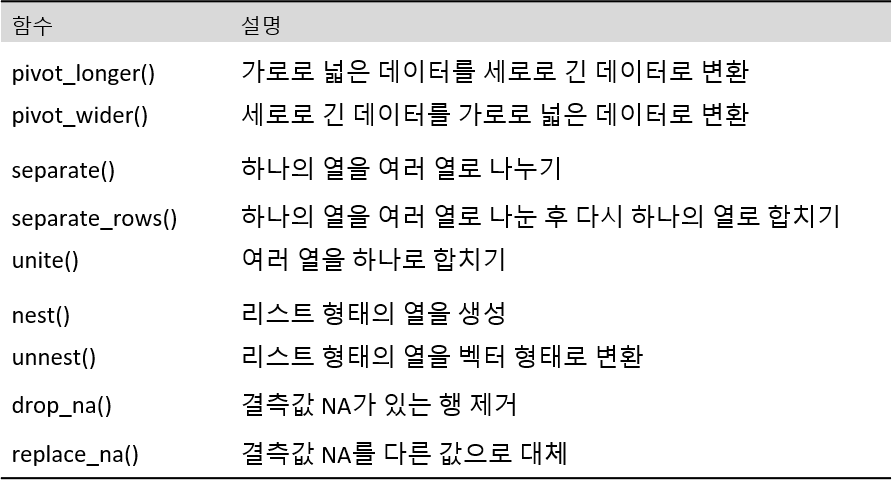 함수 설명
pivot_longer() 가로로 넓은 데이터를 세로로 긴 데이터로 변환
pivot_wider() 세로로 긴 데이터를 가로로 넓은 데이터로 변환
separate() 하나의 열을 여러 열로 나누기
separate_rows() 하나의 열을 여러 열로 나눈 후 다시 하나의 열로 합치기
unite() 여러 열을 하나로 합치기
nest() 리스트 형태의 열을 생성
unnest() 리스트 형태의 열을 벡터 형태로 변환
drop_na() 결측값 NA가 있는 행 제거
replace_na() 결측값 NA를 다른 값으로 대체